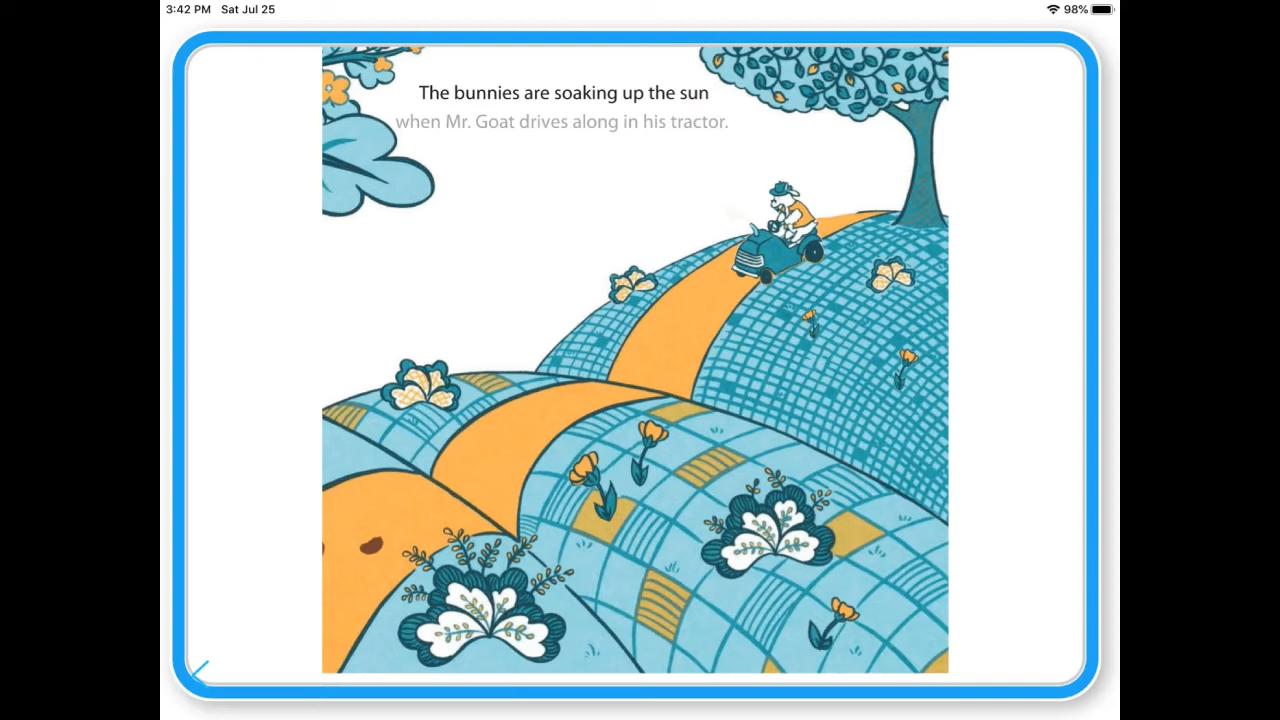 3:42 PM Sat Jul 25 98%
The bunnies are soaking up the sun
when Mr. Goat drives along in his tractor.